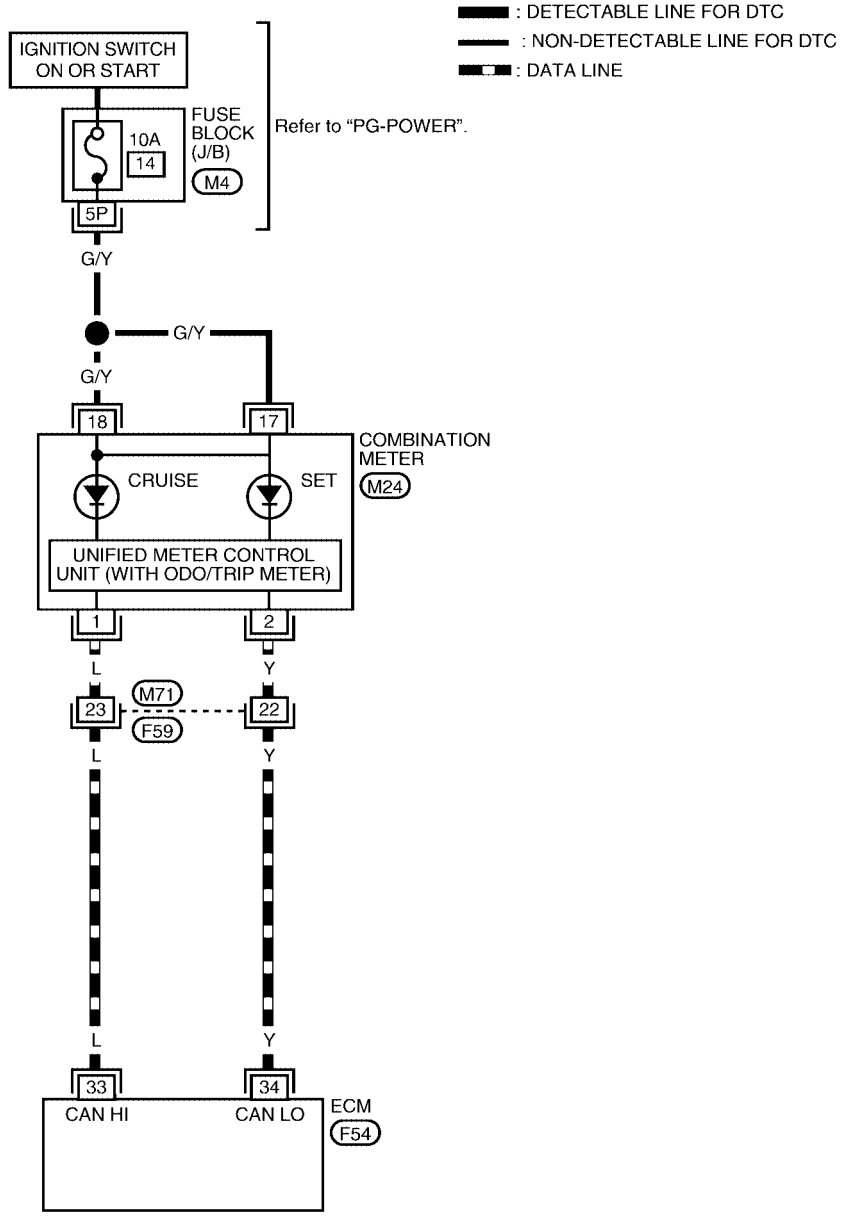 : DETECTABLE LINE FOR DTC
: NON-DETECTABLE LINE FOR DTC
: DATA LINE
IGNITION SWITCH
ON OR START
FUSE
BLOCK
(J/B)
M4
10A
14
Refer to "PG-POWER".
5P
G/Y
G/Y
G/Y
18
17
COMBINATION
METER
M24
CRUISE
SET
UNIFIED METER CONTROL
UNIT (WITH ODO/TRIP METER)
1
2
L
Y
23
M71
F59
22
L
Y
L
Y
33
34
CAN HI
CAN LO
ECM
F54